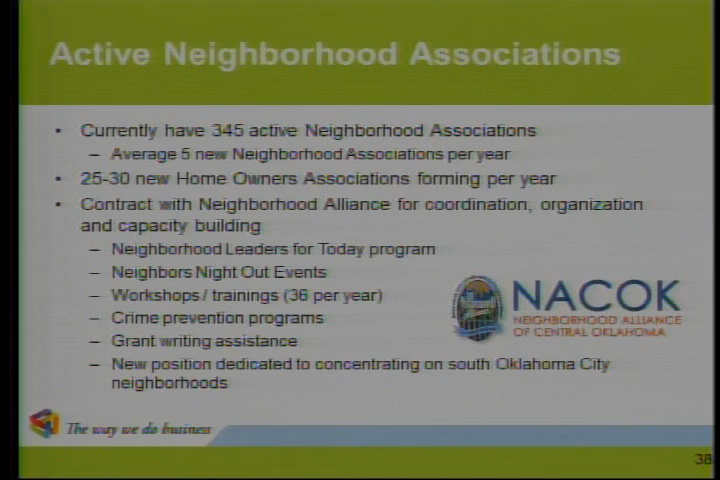 Active Neighborhood Associations
• Currently have 345 active Neighborhood Associations
– Average 5 new Neighborhood Associations per year
• 25-30 new Home Owners Associations forming per year
• Contract with Neighborhood Alliance for coordination, organization
and capacity building
– Neighborhood Leaders for Today program
– Neighbors Night Out Events
– Workshops / trainings (36 per year)
– Crime prevention programs
– Grant writing assistance
– New position dedicated to concentrating on south Oklahoma City
neighborhoods
NACOK
NEIGHBORHOOD ALLIANCE
OF CENTRAL OKLAHOMA
The way we do business
38